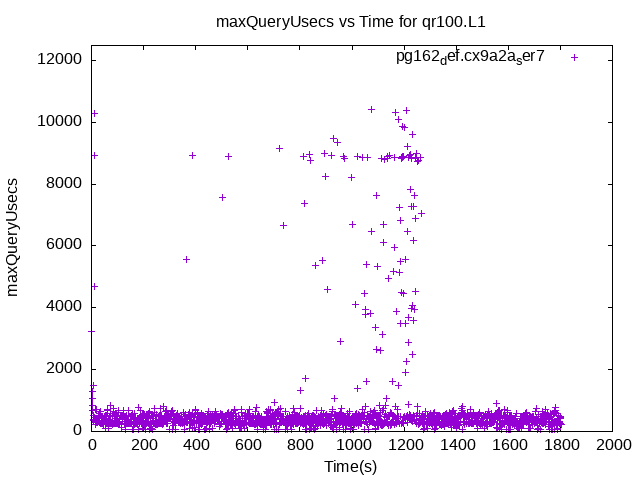 maxQueryUsecs vs Time for qr100.L1
pg162def.cx9a2aser7
12000
10000
8000
6000
4000
2000
0
maxQueryUsecs
0 200 400 600 800 1000 1200 1400 1600 1800 2000
Time(s)